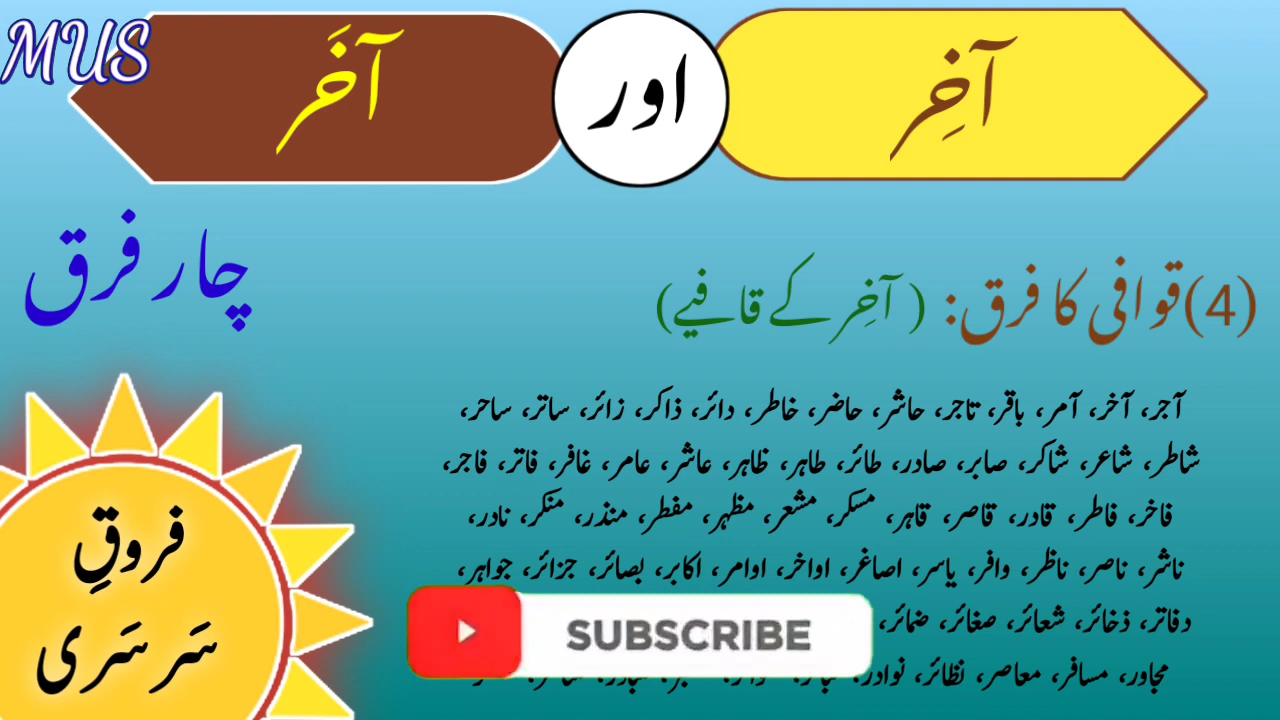 MUS
آخِر
اور
آخَر
چار فرق
(4)قوافی کا فرق: (آخِر کے قافیے)
آجر، آخر، آمر، باقر، تاجر، حاشر، حاضر، خاطر، دائر، ذاکر، زائر، ساتر، ساحر،
شاطر، شاعر، شاکر، صابر، صادر، طائر، طاہر، ظاہر، عاشر، عامر، غافر، فاتر، فاجر،
فاخر، فاطر، قادر، قاصر، قاہر، مسکر، مشعر، مظہر، مفطر، منذر، منکر، نادر،
ناشر، ناصر، ناظر، وافر، یاسر، اصاغر، اواخر، اوامر، اکابر، بصائر، جزائر، جواہر،
دفاتر، ذخائر، شعائر، صغائر، ضمائر،
مجاور، مسافر، معاصر، نظائر، نوادر،
SUBSCRIBE
فروقِ
سَرسَری